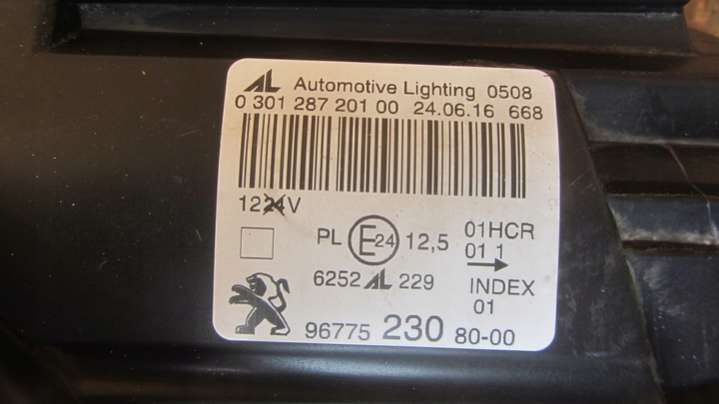 AL Automotive Lighting 0508
0 301 287 201 00 24.06.16 668
1224V
PL E24 12,5 01HCR
01 1
6252 AL 229
INDEX
01
96775 230 80-00